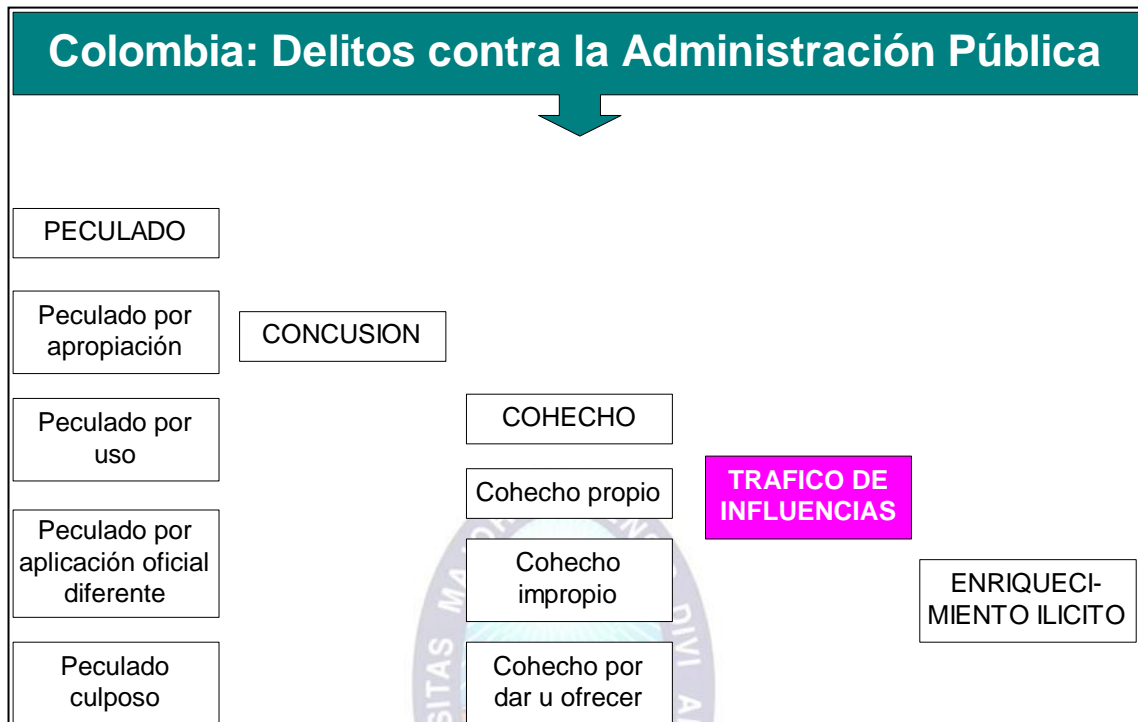 Colombia: Delitos contra la Administración Pública
PECULADO
Peculado por
apropiación
Peculado por
uso
Peculado por
aplicación oficial
diferente
Peculado
culposo
CONCUSION
COHECHO
Cohecho propio
Cohecho
impropio
Cohecho por
dar u ofrecer
TRAFICO DE
INFLUENCIAS
ENRIQUECI-
MIENTO ILICITO
DIVI